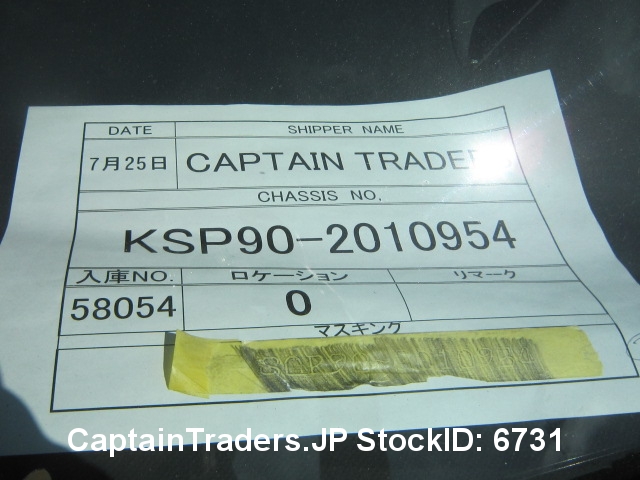 DATE SHIPPER NAME
7月25日 CAPTAIN TRADE
CHASSIS NO.
KSP90-2010954
入庫NO. ロケーション リマーク
58054 0
マスキング
CaptainTraders.JP StockID: 6731